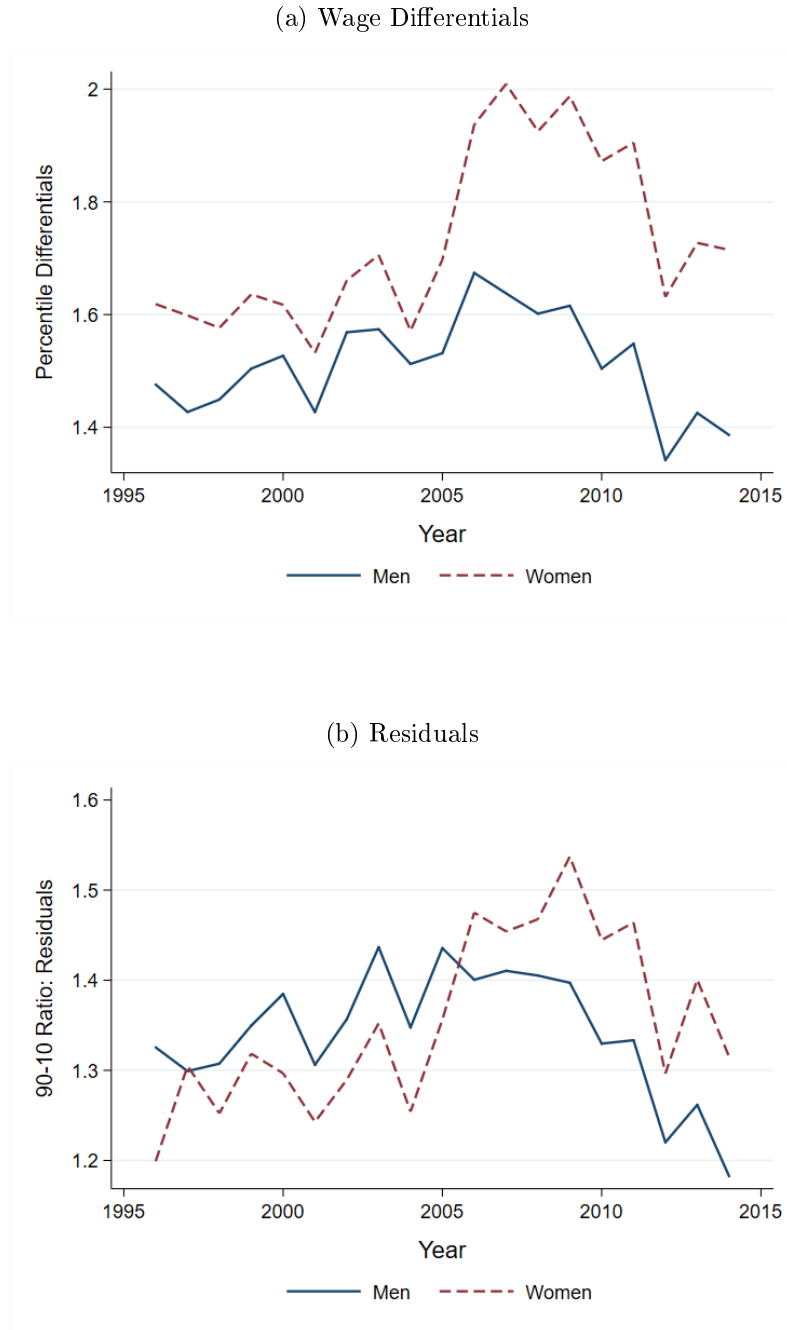 (a) Wage Differentials
Percentile Differentials
2
1.8
1.6
1.4
1995 2000 2005 2010 2015
Year
Men Women
(b) Residuals
90-10 Ratio: Residuals
1.6
1.5
1.4
1.3
1.2
1995 2000 2005 2010 2015
Year
Men Women